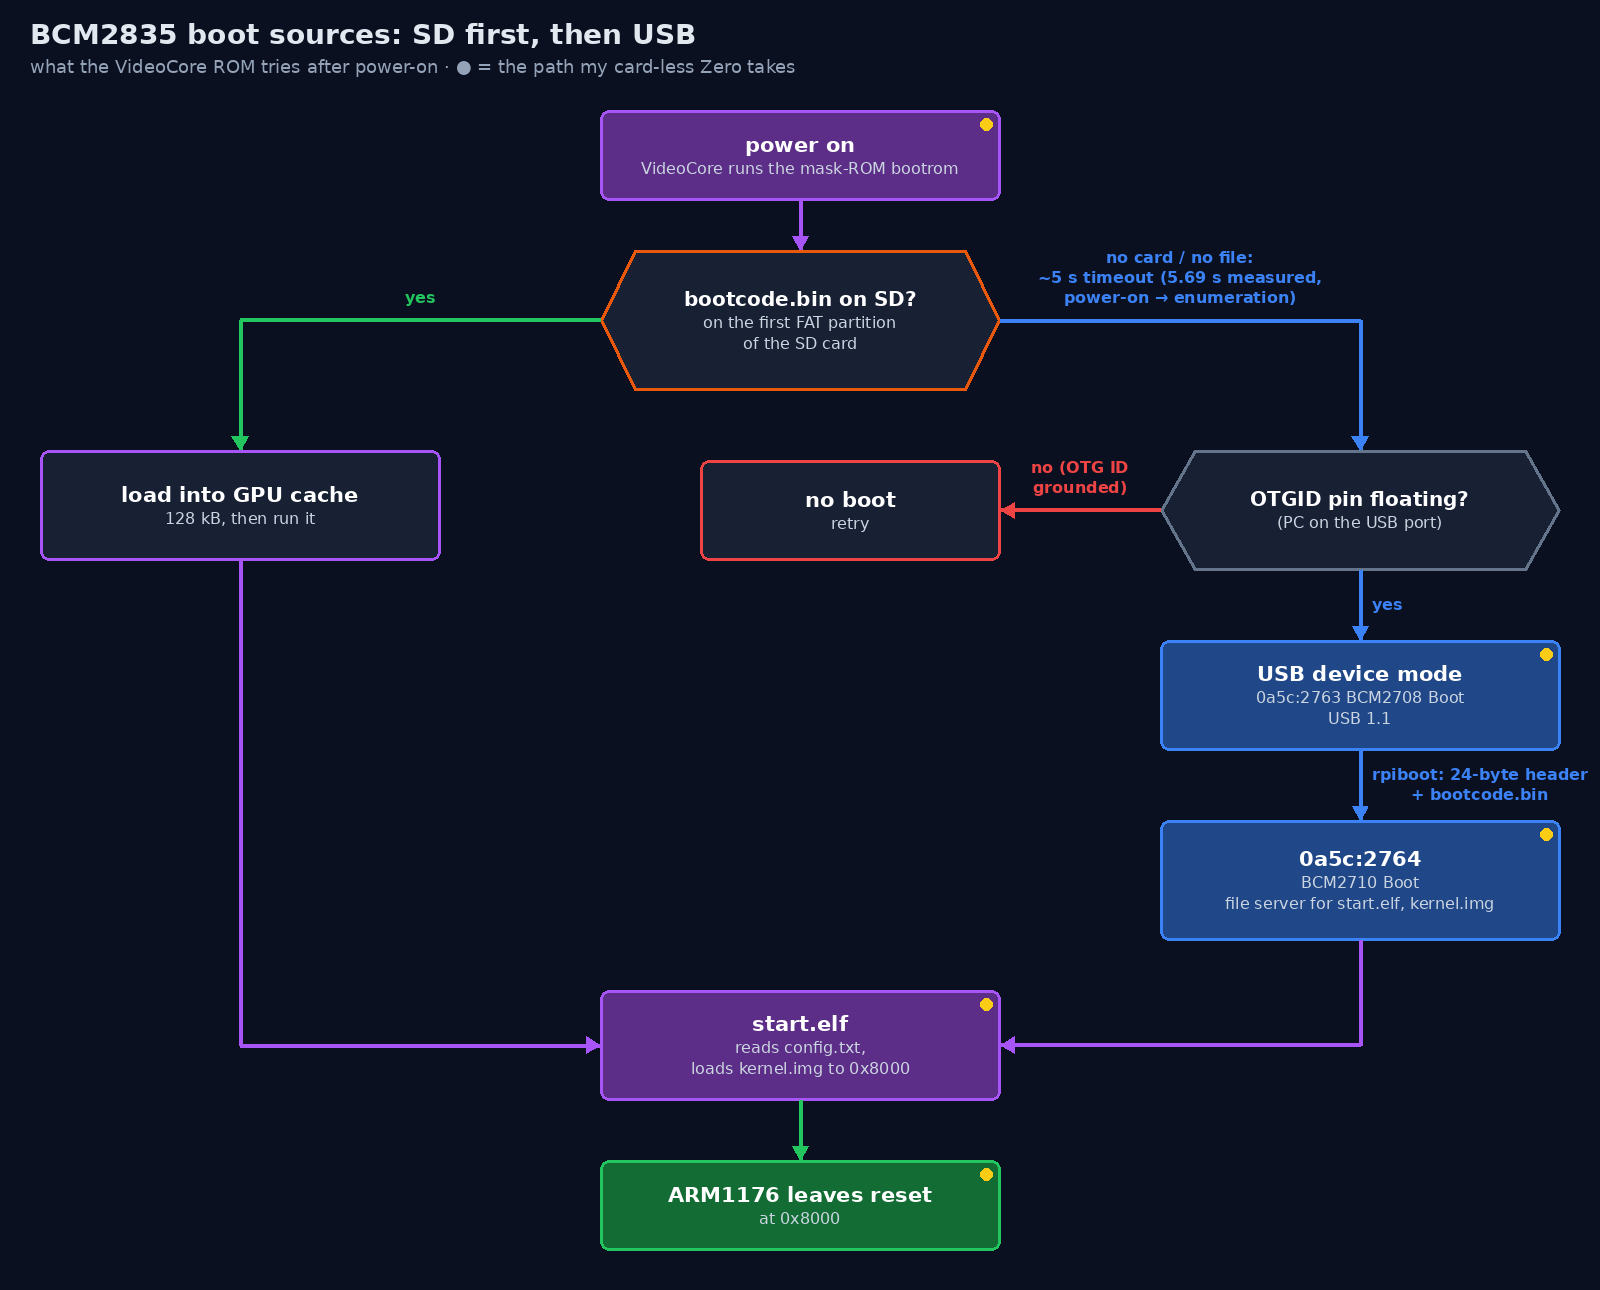 BCM2835 boot sources: SD first, then USB
what the VideoCore ROM tries after power-on · ● = the path my card-less Zero takes
power on
VideoCore runs the mask-ROM bootrom
no card / no file:
~5 s timeout (5.69 s measured,
power-on → enumeration)
yes
bootcode.bin on SD?
on the first FAT partition
of the SD card
load into GPU cache
128 kB, then run it
no boot
retry
no (OTG ID
grounded)
OTGID pin floating?
(PC on the USB port)
yes
USB device mode
0a5c:2763 BCM2708 Boot
USB 1.1
rpiboot: 24-byte header
+ bootcode.bin
0a5c:2764
BCM2710 Boot
file server for start.elf, kernel.img
start.elf
reads config.txt,
loads kernel.img to 0x8000
ARM1176 leaves reset
at 0x8000